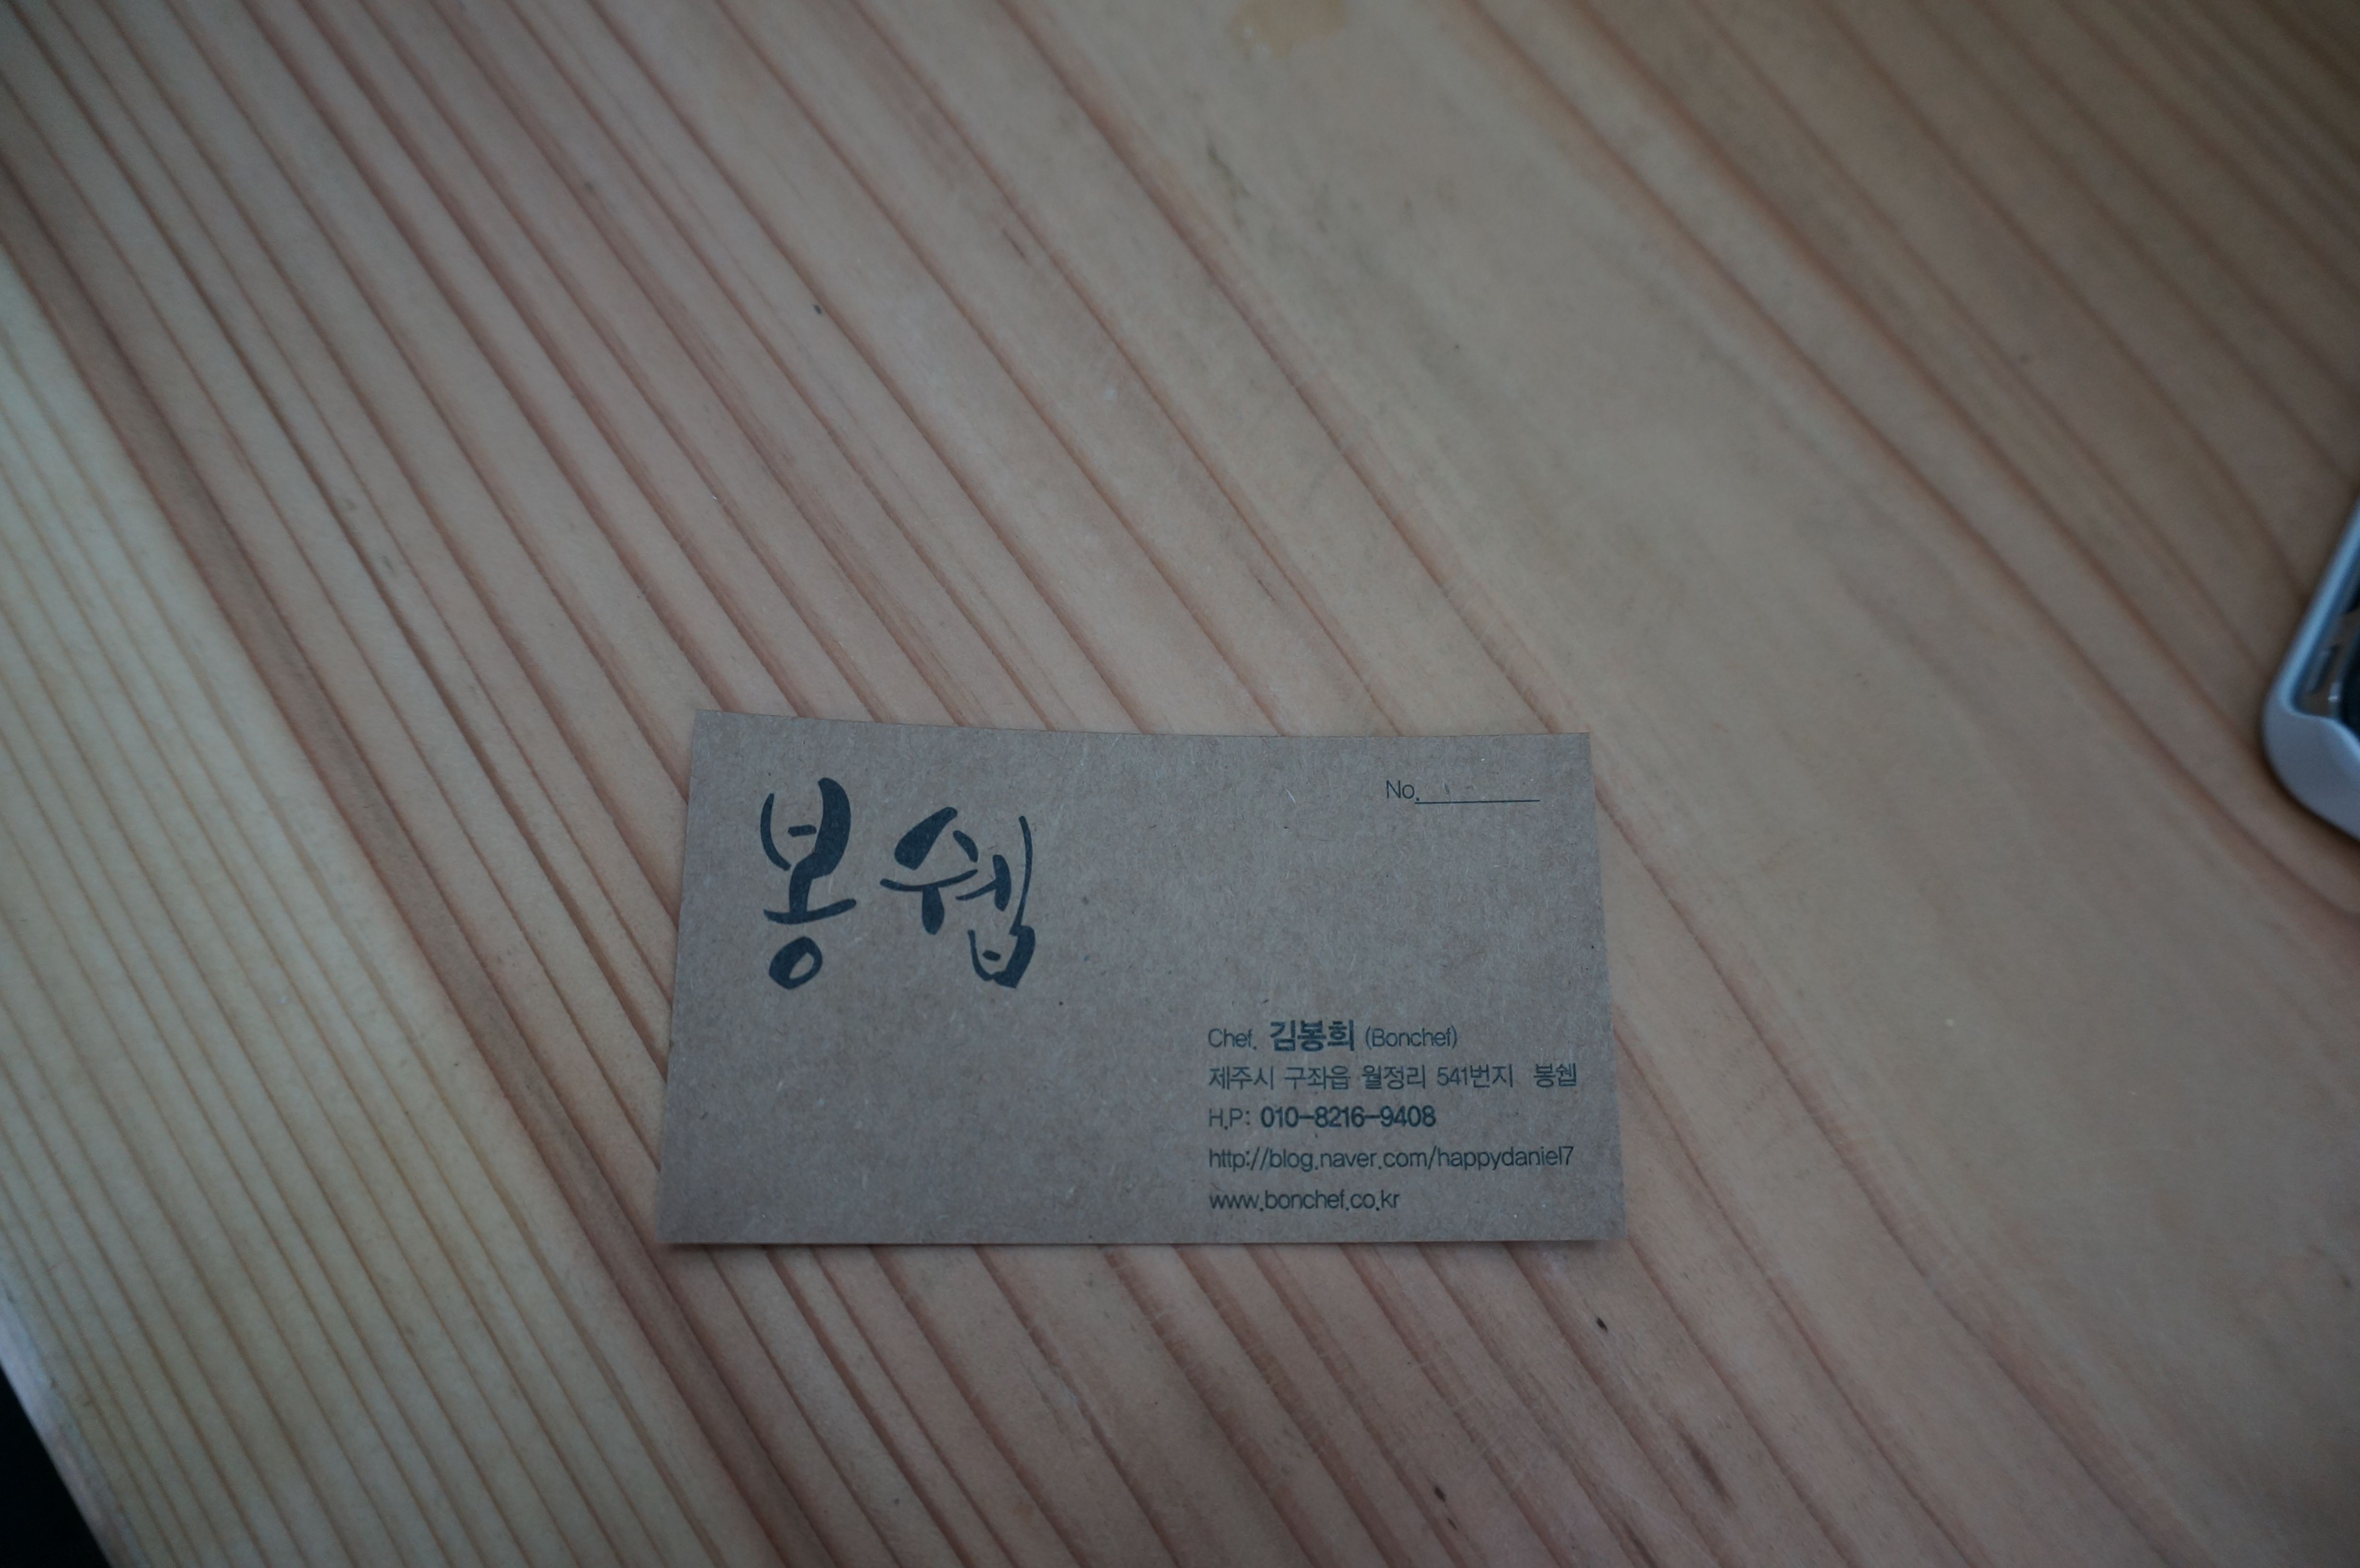 봉쉡
No.
Chef. 김봉희 (Bonchef)
제주시 구좌읍 월정리 541번지 봉쉡
H.P: 010-8216-9408
http://blog.naver.com/happydaniel7
www.bonchef.co.kr